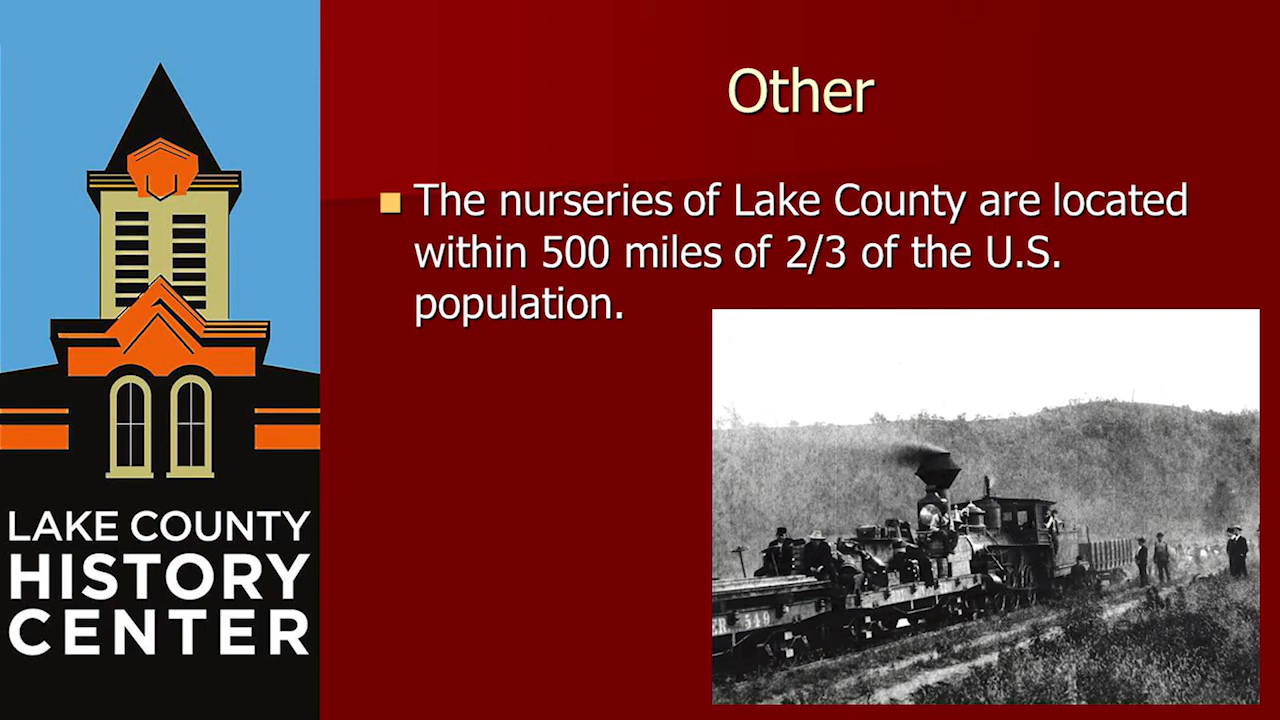 LAKE COUNTY
HISTORY
CENTER
Other
The nurseries of Lake County are located
within 500 miles of 2/3 of the U.S.
population.
549